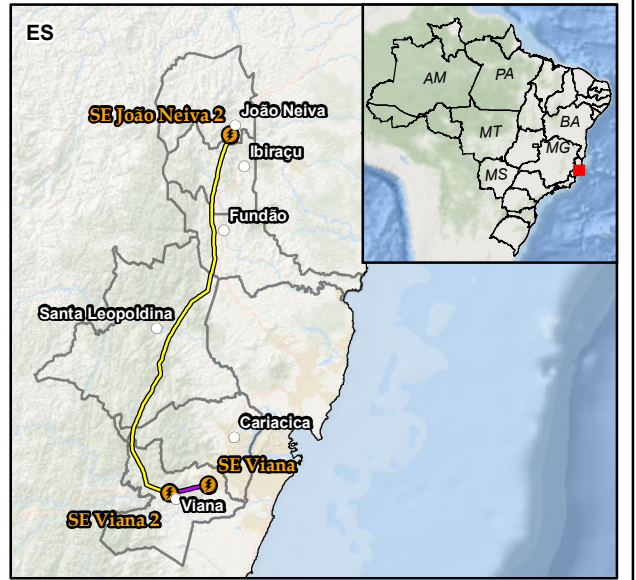 ES
SE João Neiva 2
João Neiva
Ibiraçu
Fundão
Santa Leopoldina
Cariacica
SE Viana
Viana
SE Viana 2
AM
PA
BA
MT
MG
MS